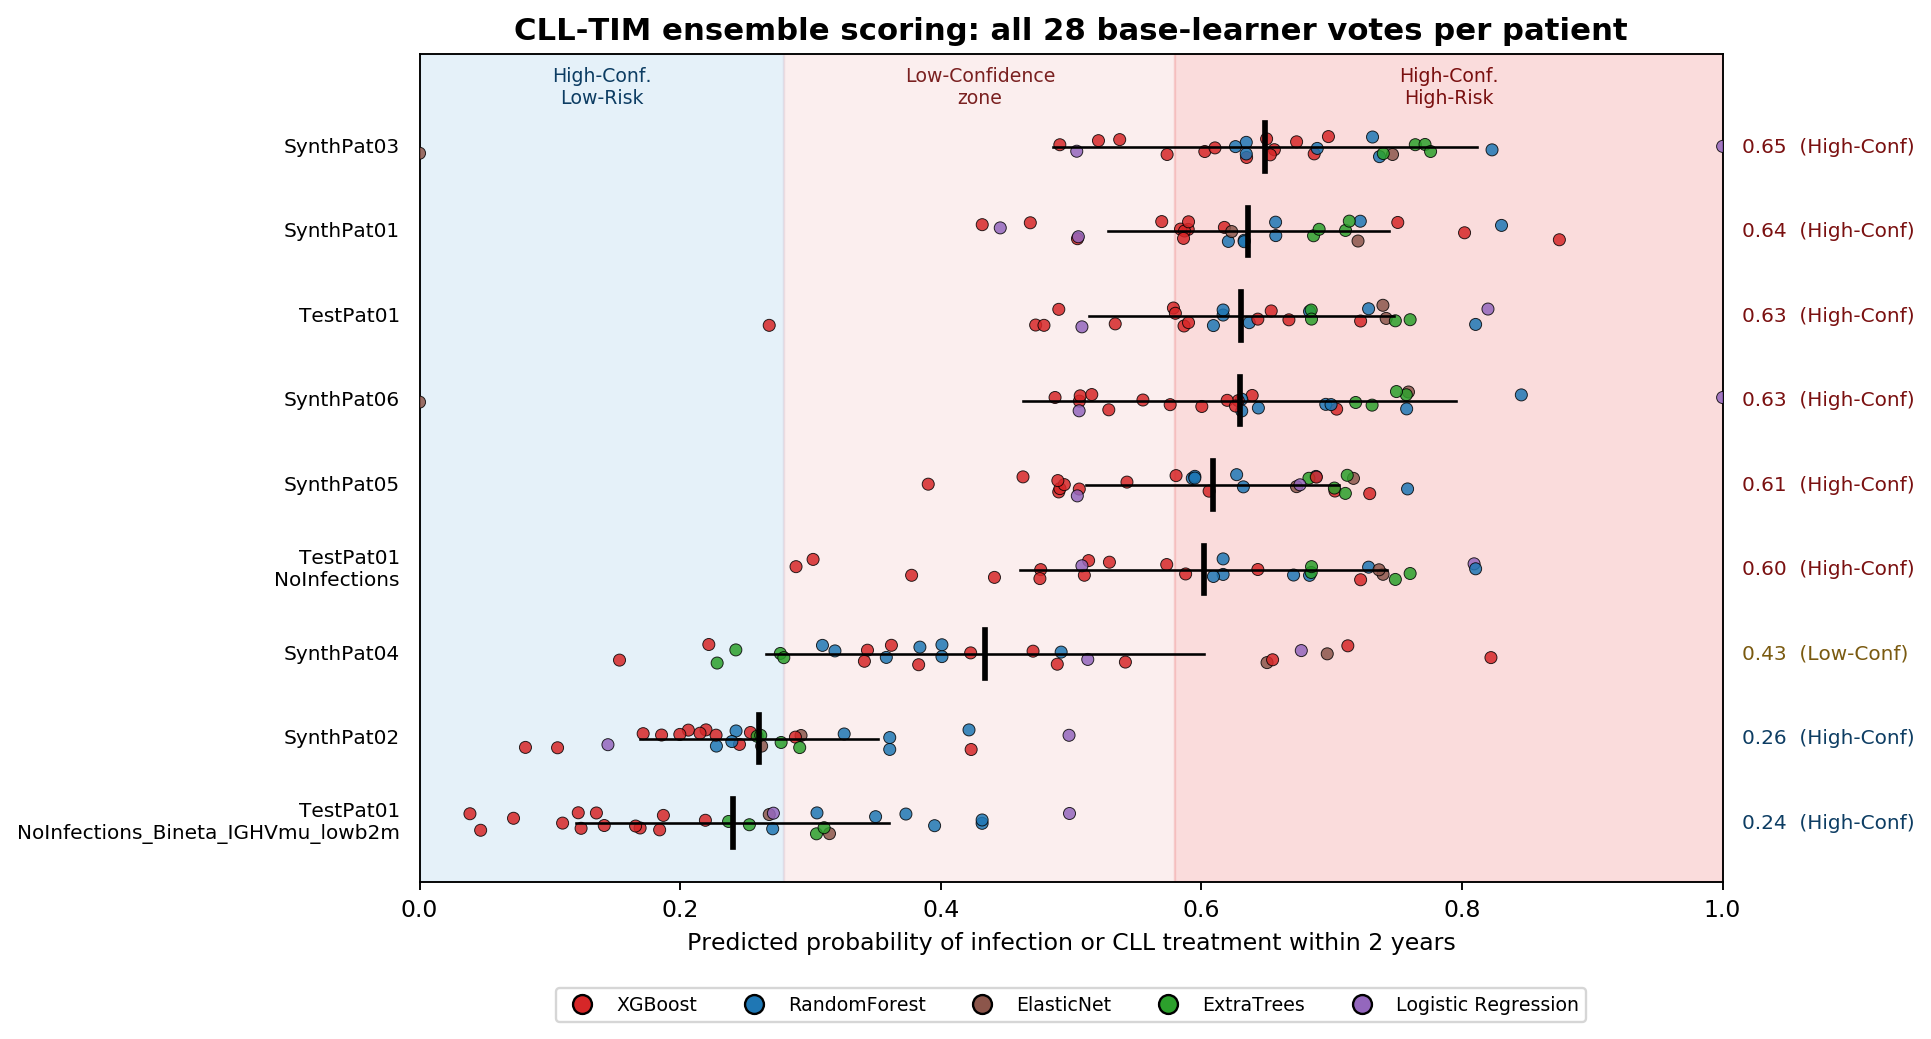 CLL-TIM ensemble scoring: all 28 base-learner votes per patient
High-Conf.
Low-Risk
Low-Confidence
zone
High-Conf.
High-Risk
SynthPat03
0.65 (High-Conf)
SynthPat01
0.64 (High-Conf)
TestPat01
0.63 (High-Conf)
SynthPat06
0.63 (High-Conf)
SynthPat05
0.61 (High-Conf)
TestPat01
NoInfections
0.60 (High-Conf)
SynthPat04
0.43 (Low-Conf)
SynthPat02
0.26 (High-Conf)
TestPat01
NoInfections_Bineta_IGHVmu_lowb2m
0.24 (High-Conf)
0.0 0.2 0.4 0.6 0.8 1.0
Predicted probability of infection or CLL treatment within 2 years
XGBoost RandomForest ElasticNet ExtraTrees Logistic Regression